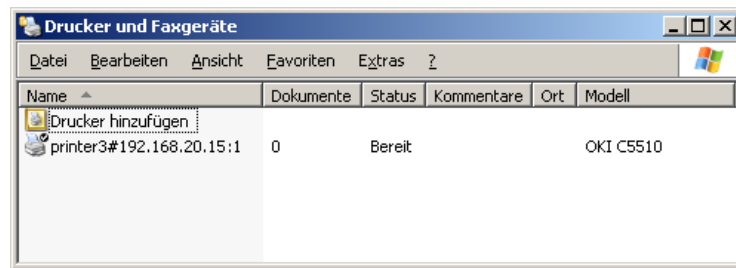 Drucker und Faxgeräte
Datei Bearbeiten Ansicht Favoriten Extras ?
Name Dokumente Status Kommentare Ort Modell
Drucker hinzufügen
printer3#192.168.20.15:1 0 Bereit OKI C5510